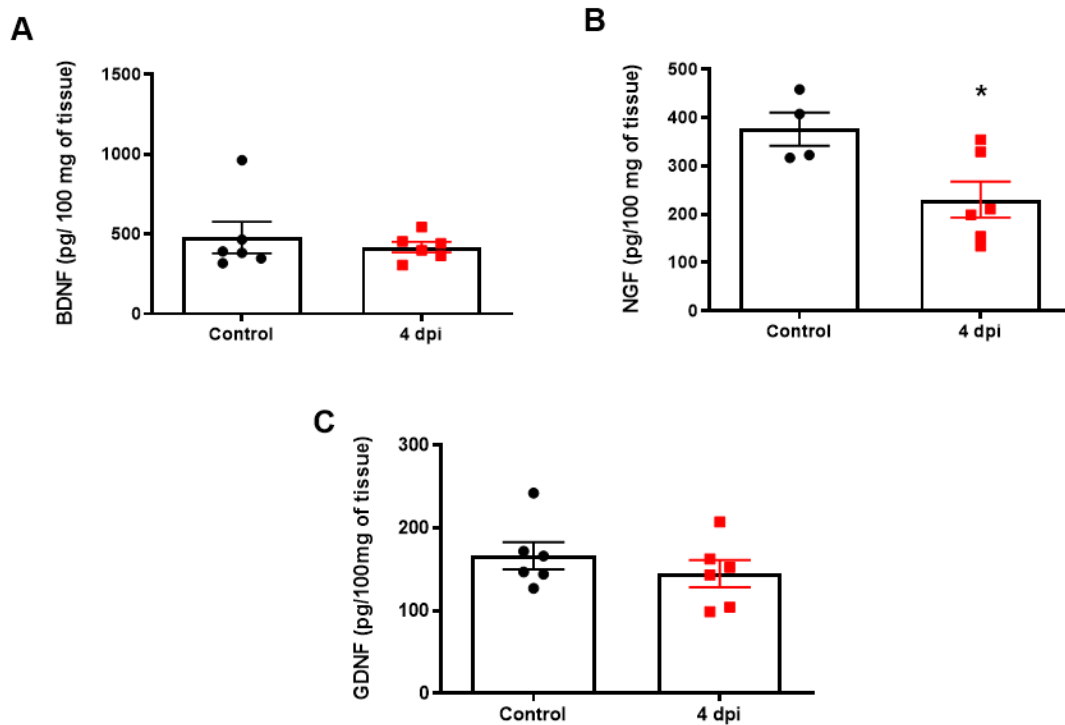 A
BDNF (pg/ 100 mg of tissue)
1500
1000
500
0
Control
4 dpi
B
NGF (pg/100 mg of tissue)
500
400
300
200
100
0
*
Control
4 dpi
C
GDNF (pg/100mg of tissue)
300
200
100
0
Control
4 dpi